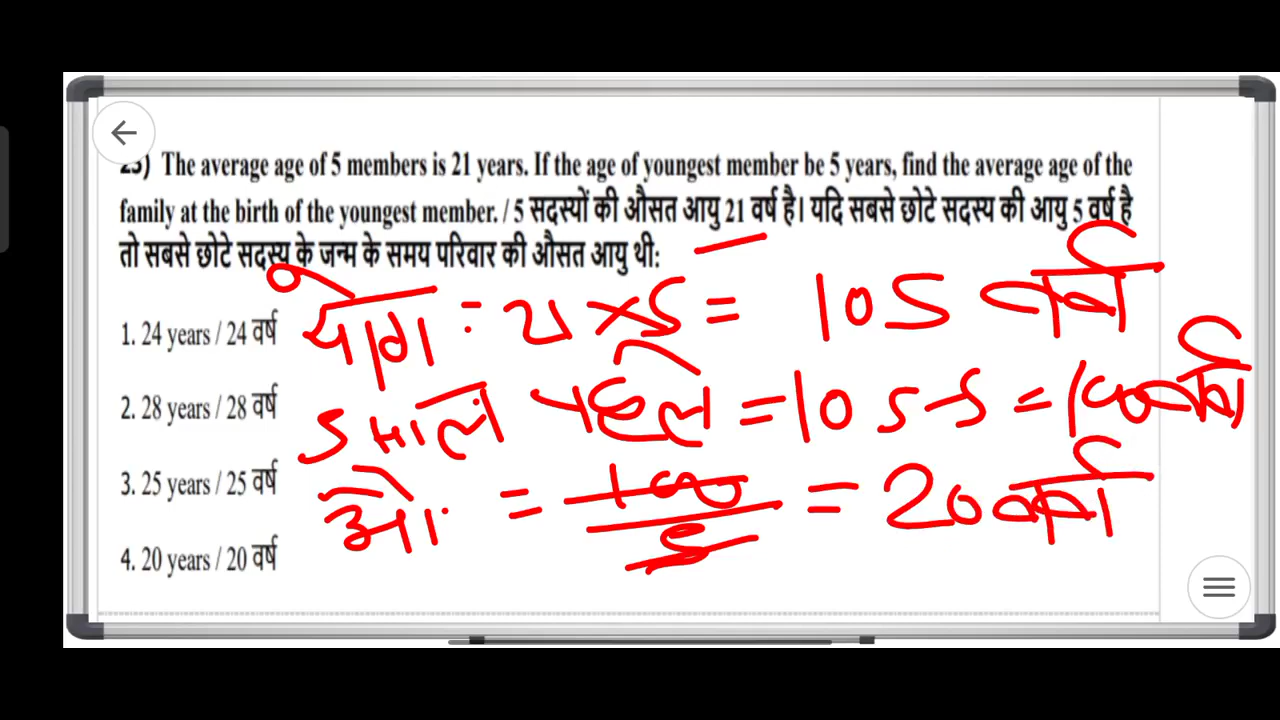 25) The average age of 5 members is 21 years. If the age of youngest member be 5 years, find the average age of the
family at the birth of the youngest member. / 5 सदस्यों की औसत आयु 21 वर्ष है। यदि सबसे छोटे सदस्य की आयु 5 वर्ष है
तो सबसे छोटे सदस्य के जन्म के समय परिवार की औसत आयु थी:
योग : 21 × 5 = 105 वर्ष
1. 24 years / 24 वर्ष
5 साल पहले = 105 - 5 = 100 वर्ष
2. 28 years / 28 वर्ष
3. 25 years / 25 वर्ष
औ. = 100/5 = 20 वर्ष
4. 20 years / 20 वर्ष